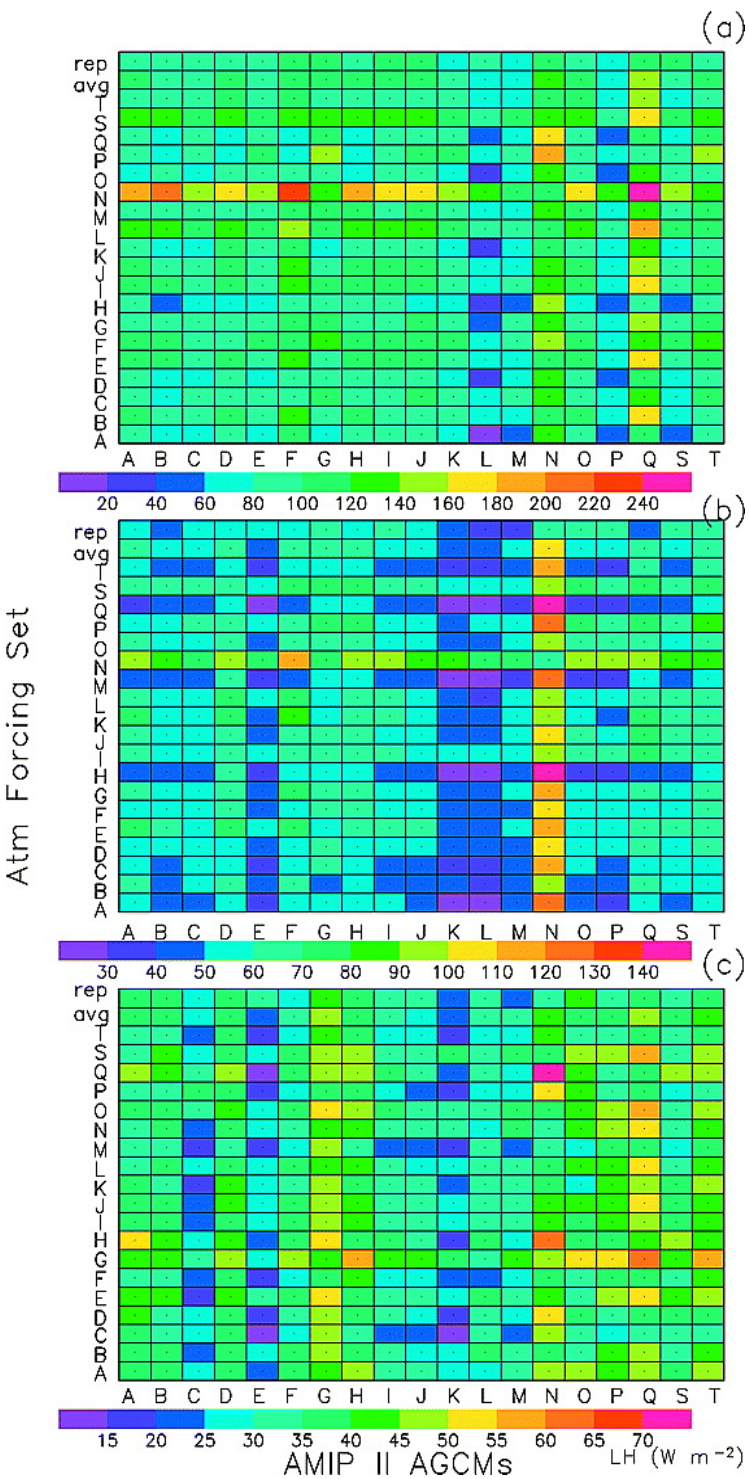 (a)
rep
avg
T
S
Q
P
O
N
M
L
K
J
I
H
G
F
E
D
C
B
A
A B C D E F G H I J K L M N O P Q S T
20 40 60 80 100 120 140 160 180 200 220 240
(b)
rep
avg
T
S
Q
P
O
N
M
L
K
J
I
H
G
F
E
D
C
B
A
A B C D E F G H I J K L M N O P Q S T
30 40 50 60 70 80 90 100 110 120 130 140
(c)
rep
avg
T
S
Q
P
O
N
M
L
K
J
I
H
G
F
E
D
C
B
A
A B C D E F G H I J K L M N O P Q S T
15 20 25 30 35 40 45 50 55 60 65 70
Atm Forcing Set
AMIP II AGCMs
LH (W m⁻²)